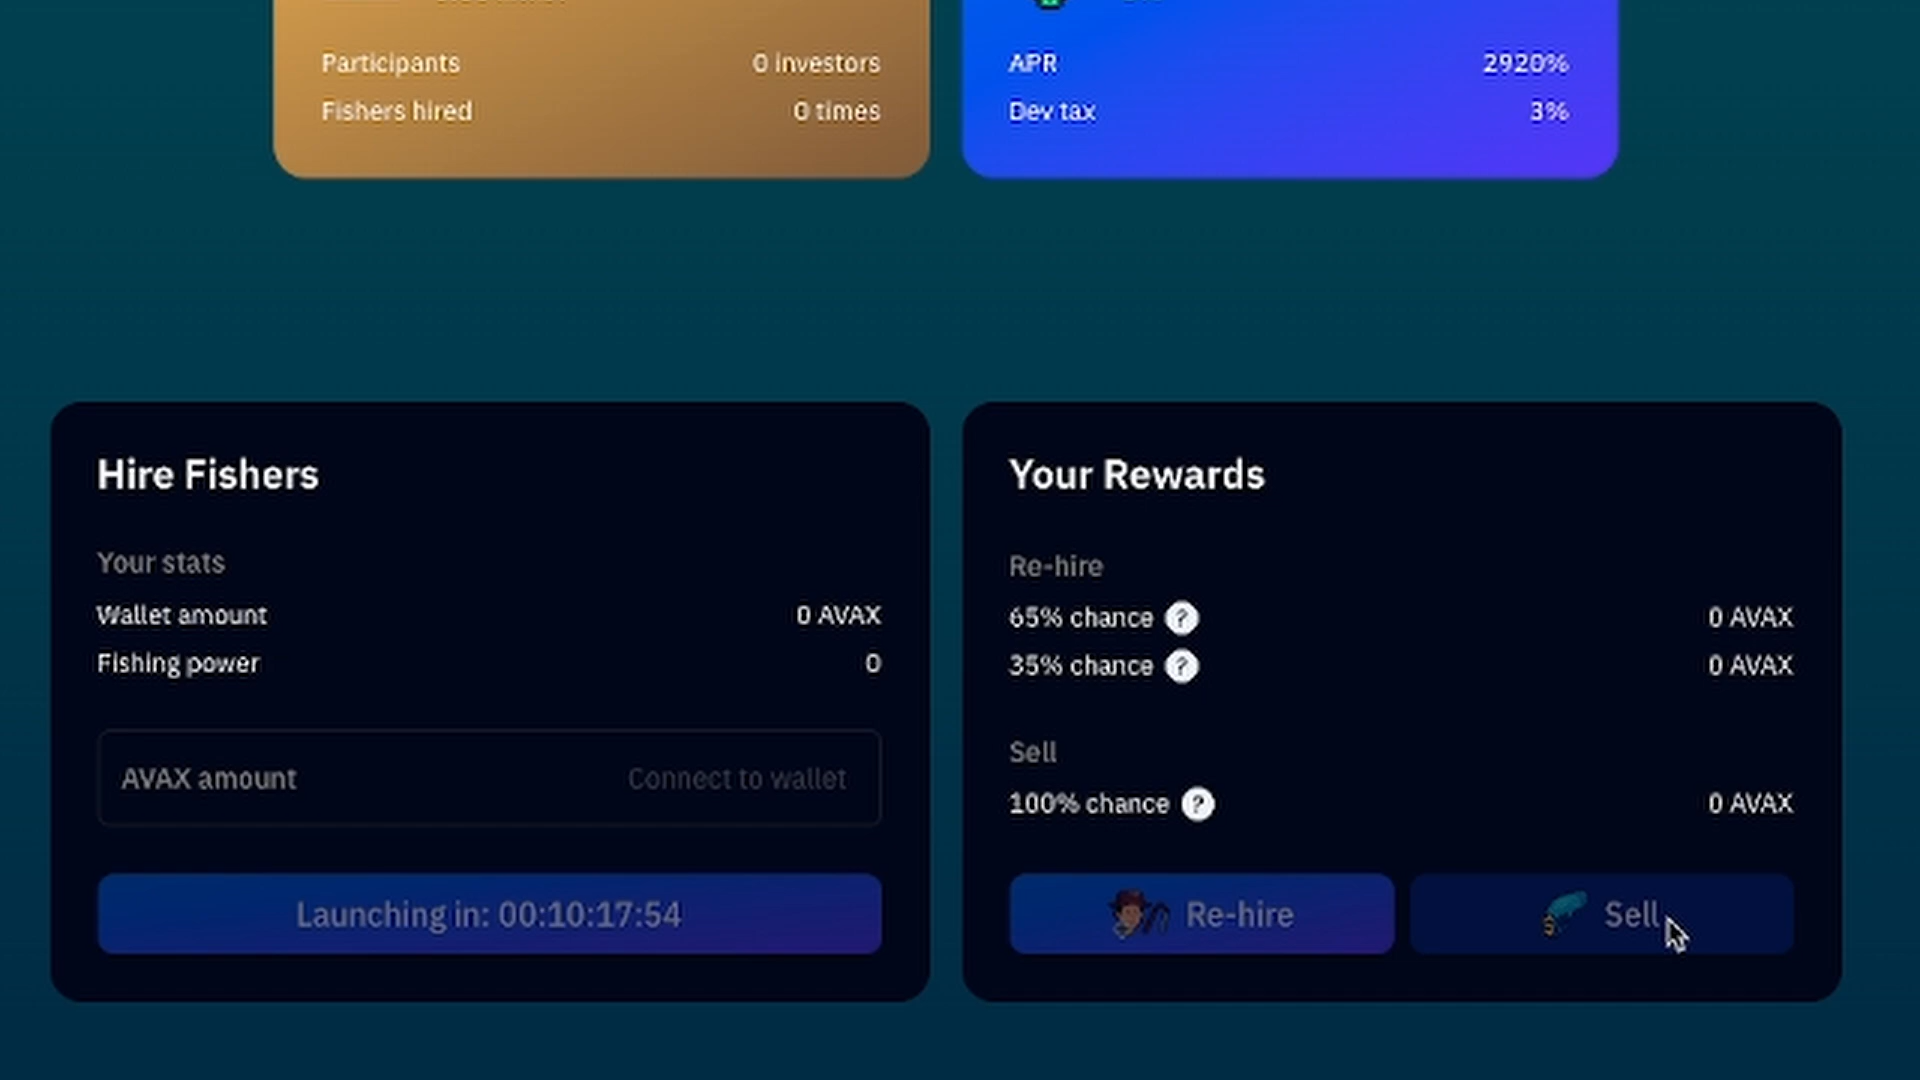 Participants 0 investors
Fishers hired 0 times
APR 2920%
Dev tax 3%
Hire Fishers
Your stats
Wallet amount 0 AVAX
Fishing power 0
AVAX amount Connect to wallet
Launching in: 00:10:17:54
Your Rewards
Re-hire
65% chance ? 0 AVAX
35% chance ? 0 AVAX
Sell
100% chance ? 0 AVAX
Re-hire Sell